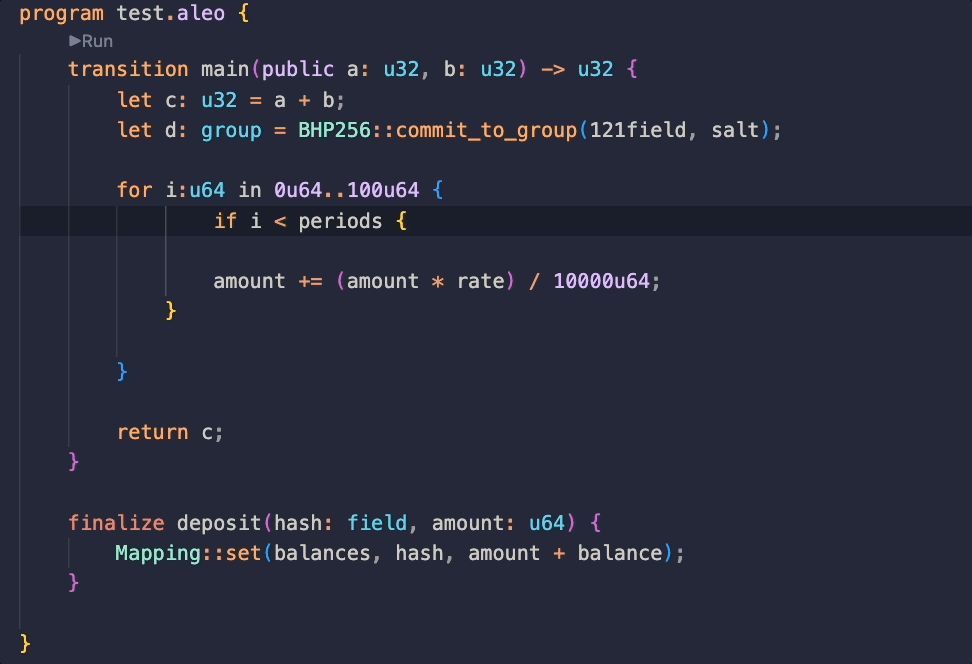 program test.aleo {
▶Run
transition main(public a: u32, b: u32) -> u32 {
let c: u32 = a + b;
let d: group = BHP256::commit_to_group(121field, salt);
for i:u64 in 0u64..100u64 {
if i < periods {
amount += (amount * rate) / 10000u64;
}
}
return c;
}
finalize deposit(hash: field, amount: u64) {
Mapping::set(balances, hash, amount + balance);
}
}